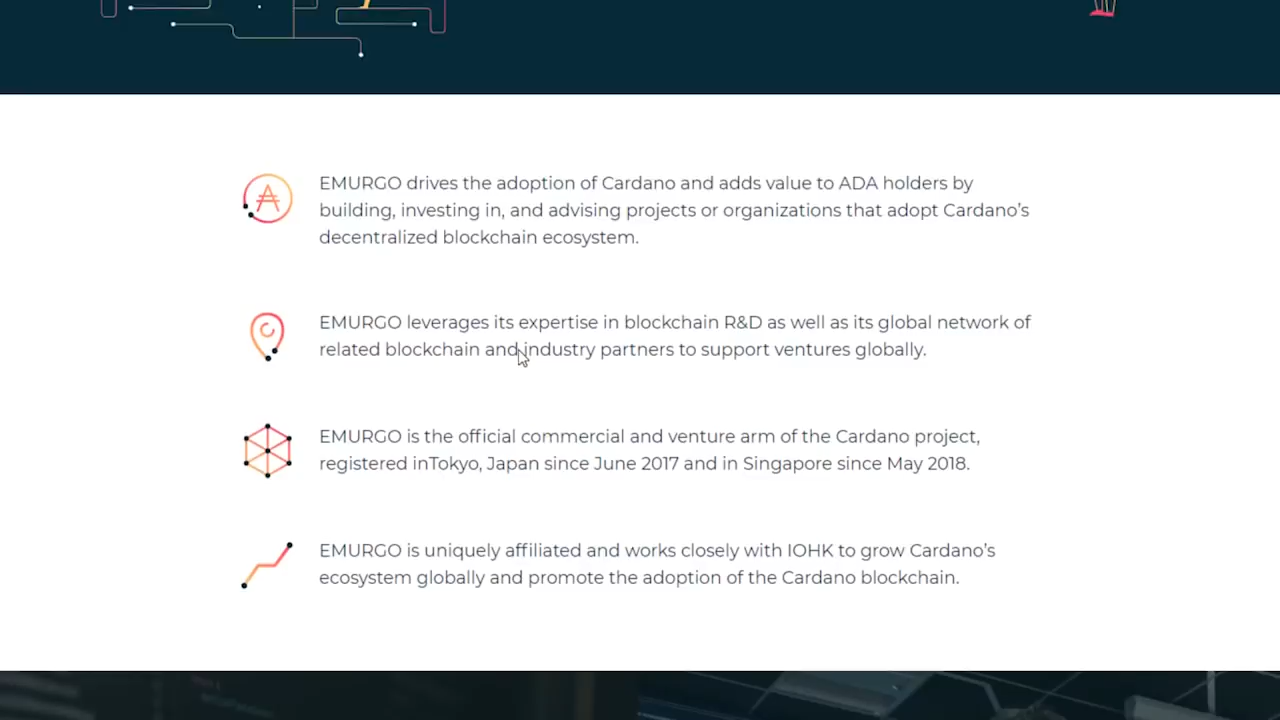 EMURGO drives the adoption of Cardano and adds value to ADA holders by
building, investing in, and advising projects or organizations that adopt Cardano's
decentralized blockchain ecosystem.
EMURGO leverages its expertise in blockchain R&D as well as its global network of
related blockchain and industry partners to support ventures globally.
EMURGO is the official commercial and venture arm of the Cardano project,
registered inTokyo, Japan since June 2017 and in Singapore since May 2018.
EMURGO is uniquely affiliated and works closely with IOHK to grow Cardano's
ecosystem globally and promote the adoption of the Cardano blockchain.